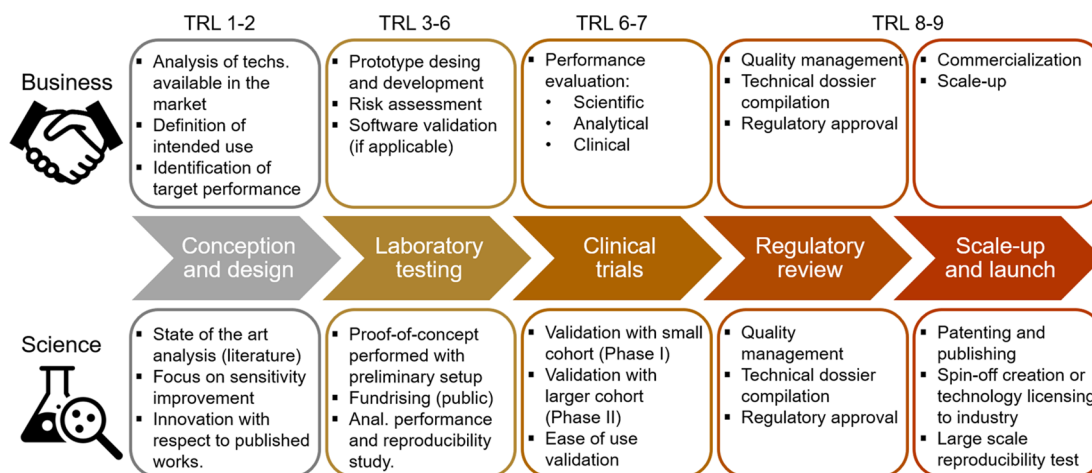 TRL 1-2
TRL 3-6
TRL 6-7
TRL 8-9
Business
▪ Analysis of techs.
available in the
market
▪ Definition of
intended use
▪ Identification of
target performance
▪ Prototype desing
and development
▪ Risk assessment
▪ Software validation
(if applicable)
▪ Performance
evaluation:
• Scientific
• Analytical
• Clinical
▪ Quality management
▪ Technical dossier
compilation
▪ Regulatory approval
▪ Commercialization
▪ Scale-up
Conception
and design
Laboratory
testing
Clinical
trials
Regulatory
review
Scale-up
and launch
Science
▪ State of the art
analysis (literature)
▪ Focus on sensitivity
improvement
▪ Innovation with
respect to published
works.
▪ Proof-of-concept
performed with
preliminary setup
▪ Fundrising (public)
▪ Anal. performance
and reproducibility
study.
▪ Validation with small
cohort (Phase I)
▪ Validation with
larger cohort
(Phase II)
▪ Ease of use
validation
▪ Quality
management
▪ Technical dossier
compilation
▪ Regulatory approval
▪ Patenting and
publishing
▪ Spin-off creation or
technology licensing
to industry
▪ Large scale
reproducibility test